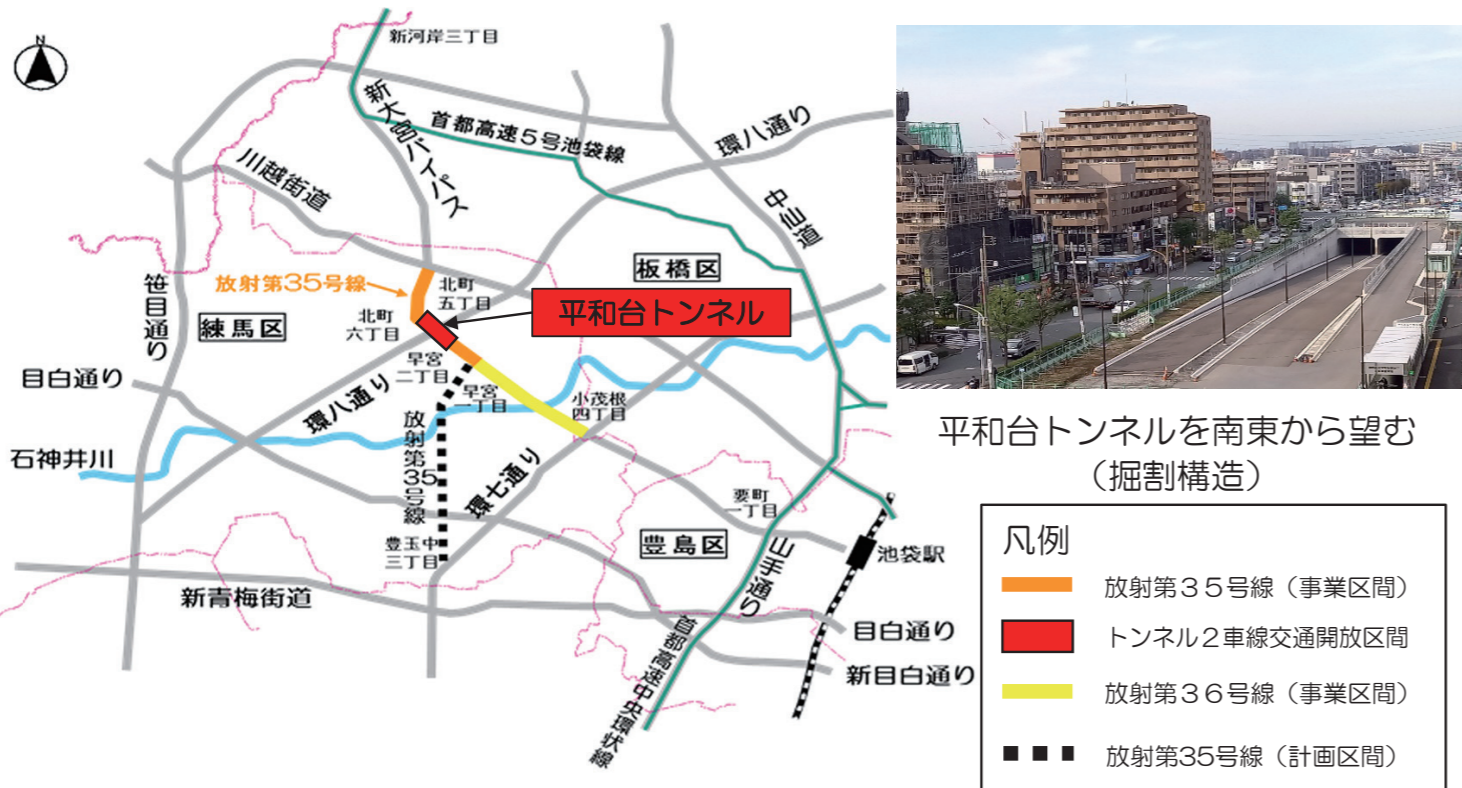 N
新河岸三丁目
新大宮バイパス
首都高速5号池袋線
環八通り
川越街道
中仙道
笹目通り
放射第35号線
北町
五丁目
板橋区
練馬区
北町
六丁目
平和台トンネル
目白通り
早宮
二丁目
環八通り
早宮
一丁目
小茂根
四丁目
石神井川
放射第35号線
環七通り
要町
一丁目
豊玉中
三丁目
豊島区
山手通り
池袋駅
新青梅街道
目白通り
新目白通り
首都高速中央環状線
平和台トンネルを南東から望む
（掘割構造）
凡例
放射第３５号線（事業区間）
トンネル２車線交通開放区間
放射第３６号線（事業区間）
放射第35号線（計画区間）